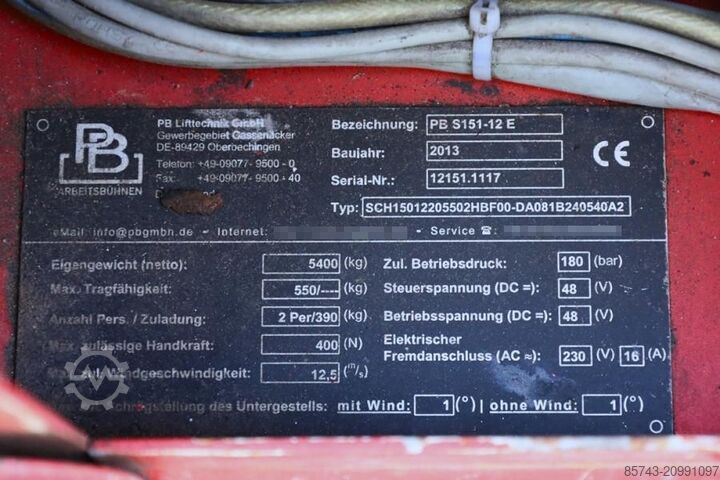 PB
ARBEITSBÜHNEN
PB Lifttechnik GmbH
Gewerbegebiet Gassenäcker
DE-89429 Oberbechingen
Telefon: +49-09077- 9500 - 0
Fax: +49-09077- 9500 - 40
Bezeichnung: PB S151-12 E
Baujahr: 2013
Serial-Nr.: 12151.1117
CE
Typ: SCH15012205502HBF00-DA081B240540A2
eMail: info@pbgmbh.de - Internet: - Service ☎:
Eigengewicht (netto): 5400 (kg)
Max. Tragfähigkeit: 550/---- (kg)
Anzahl Pers. / Zuladung: 2 Per/390 (kg)
Max. zulässige Handkraft: 400 (N)
Max. zul. Windgeschwindigkeit: 12,5 (m/s)
Zul. Betriebsdruck: 180 (bar)
Steuerspannung (DC =): 48 (V)
Betriebsspannung (DC =): 48 (V)
Elektrischer
Fremdanschluss (AC ≈): 230 (V) 16 (A)
des Untergestells: mit Wind: 1 (°) | ohne Wind: 1 (°)
85743-20991097